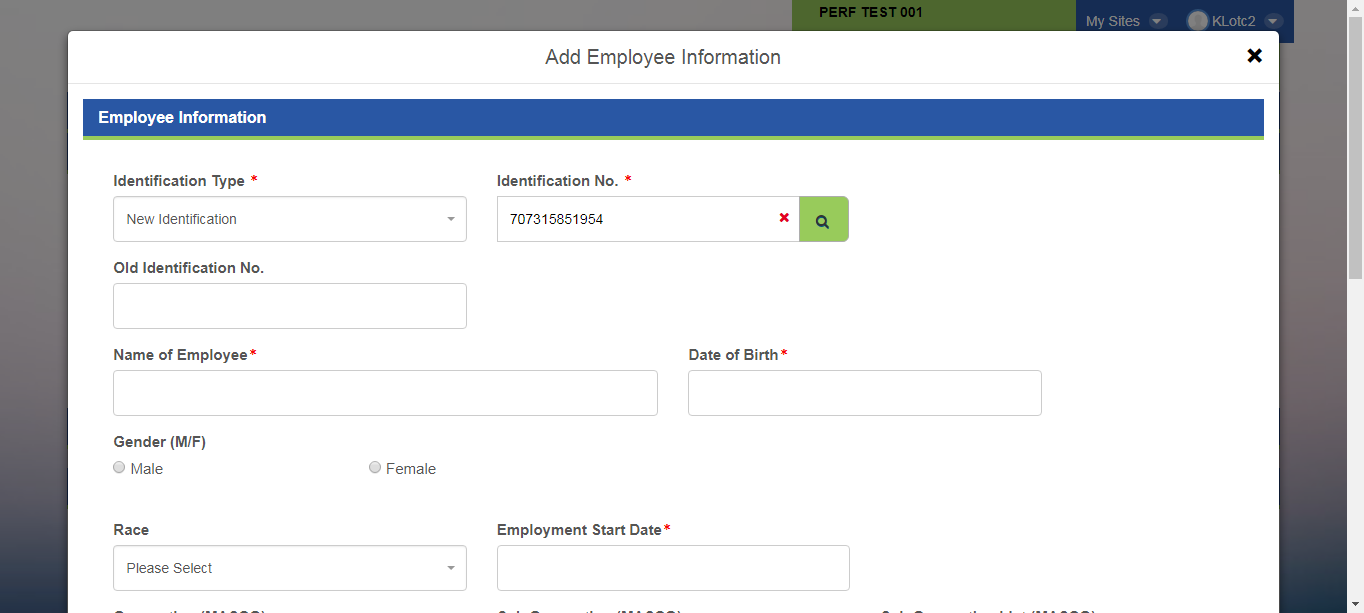 PERF TEST 001
My Sites
KLotc2
Add Employee Information
Employee Information
Identification Type *
Identification No. *
New Identification
707315851954
Old Identification No.
Name of Employee*
Date of Birth*
Gender (M/F)
Male
Female
Race
Employment Start Date*
Please Select